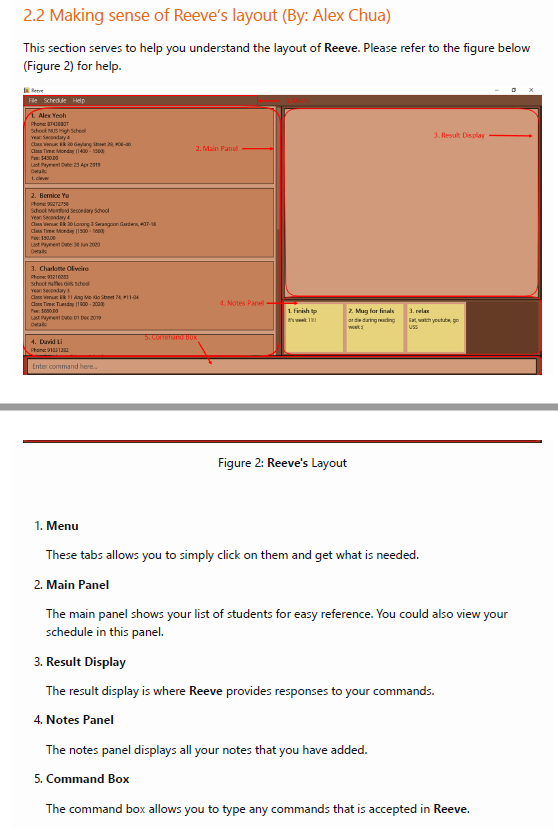 2.2 Making sense of Reeve's layout (By: Alex Chua)
This section serves to help you understand the layout of Reeve. Please refer to the figure below
(Figure 2) for help.
Reeve
File Schedule Help
1. Alex Yeoh
Phone: 87438807
School: NUS High School
Year: Secondary 4
Class Venue: Blk 30 Geylang Street 29, #06-40
Class Time: Monday (1400 - 1500)
Fee: $430.00
Last Payment Date: 23 Apr 2019
Details:
1. clever
2. Bernice Yu
Phone: 99272758
School: Montford Secondary School
Year: Secondary 4
Class Venue: Blk 30 Lorong 3 Serangoon Gardens, #07-18
Class Time: Monday (1500 - 1600)
Fee: $50.00
Last Payment Date: 30 Jun 2020
Details:
3. Charlotte Oliveiro
Phone: 93210283
School: Raffles Girls School
Year: Secondary 3
Class Venue: Blk 11 Ang Mo Kio Street 74, #11-04
Class Time: Tuesday (1900 - 2020)
Fee: $600.00
Last Payment Date: 01 Dec 2019
Details:
4. David Li
Phone: 91031282
2. Main Panel
3. Result Display
4. Notes Panel
1. Finish tp
It's week 11!
2. Mug for finals
or die during reading
week :(
3. relax
Eat, watch youtube, go
USS
5. Command Box
Enter command here...
Figure 2: Reeve's Layout
1. Menu
These tabs allows you to simply click on them and get what is needed.
2. Main Panel
The main panel shows your list of students for easy reference. You could also view your
schedule in this panel.
3. Result Display
The result display is where Reeve provides responses to your commands.
4. Notes Panel
The notes panel displays all your notes that you have added.
5. Command Box
The command box allows you to type any commands that is accepted in Reeve.